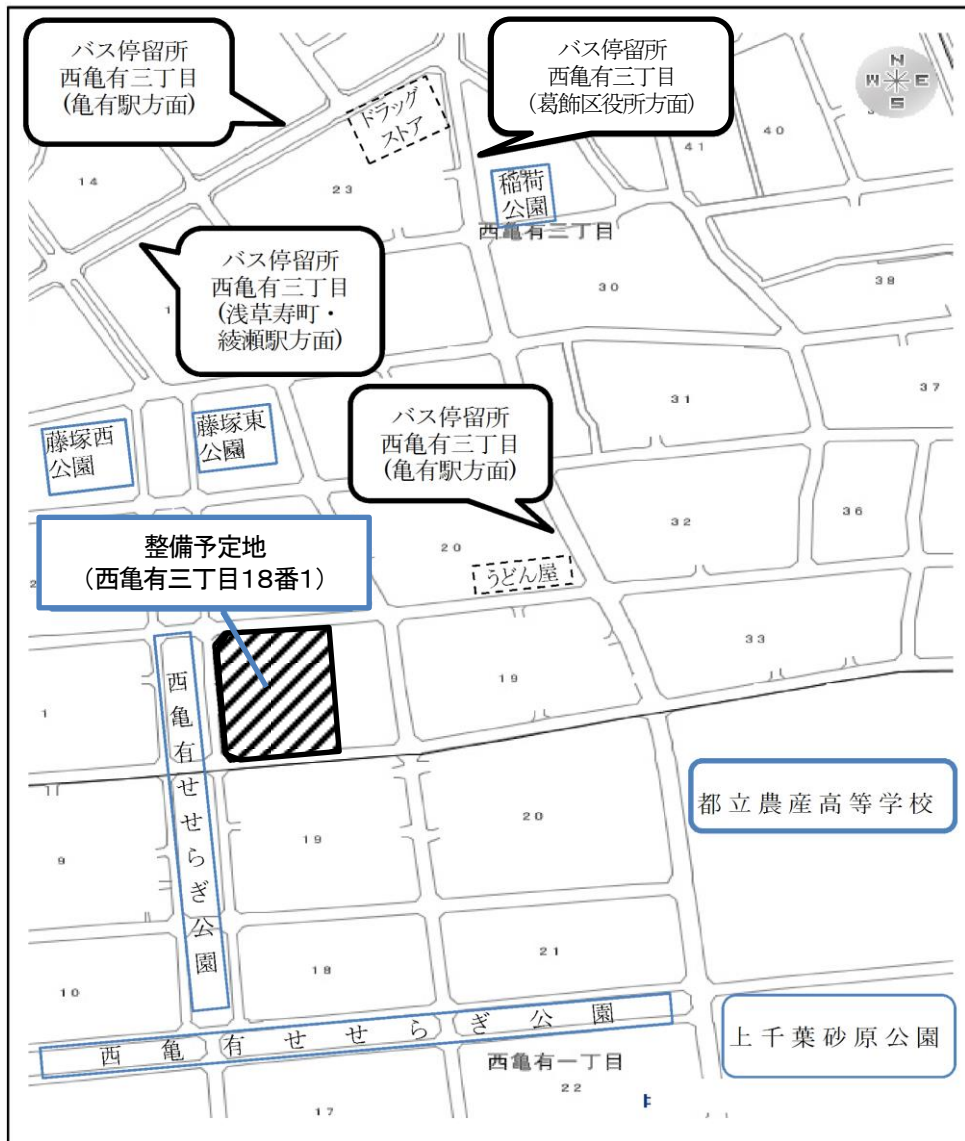 バス停留所
西亀有三丁目
(亀有駅方面)
バス停留所
西亀有三丁目
(葛飾区役所方面)
N
W E
S
ドラッグ
ストア
40
41
14
23
稲荷
公園
西亀有三丁目
バス停留所
西亀有三丁目
(浅草寿町・
綾瀬駅方面)
30
38
1
31
37
藤塚西
公園
藤塚東
公園
バス停留所
西亀有三丁目
(亀有駅方面)
32
36
20
うどん屋
整備予定地
(西亀有三丁目18番1)
2
33
19
1
西亀有せせらぎ公園
都立農産高等学校
20
19
9
21
18
10
西亀有せせらぎ公園
上千葉砂原公園
西亀有一丁目
22
17